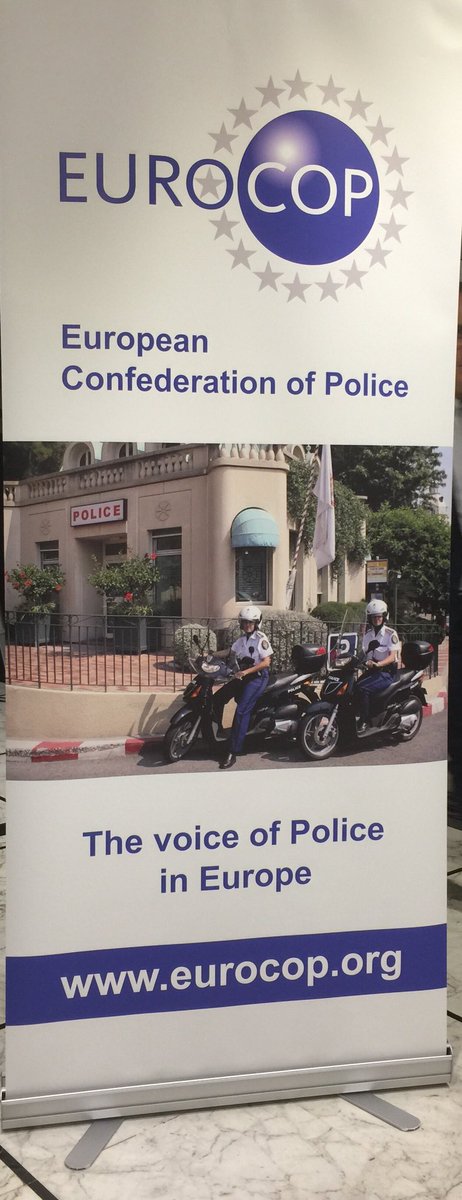 EUROCOP
European
Confederation of Police
POLICE
The voice of Police
in Europe
www.eurocop.org